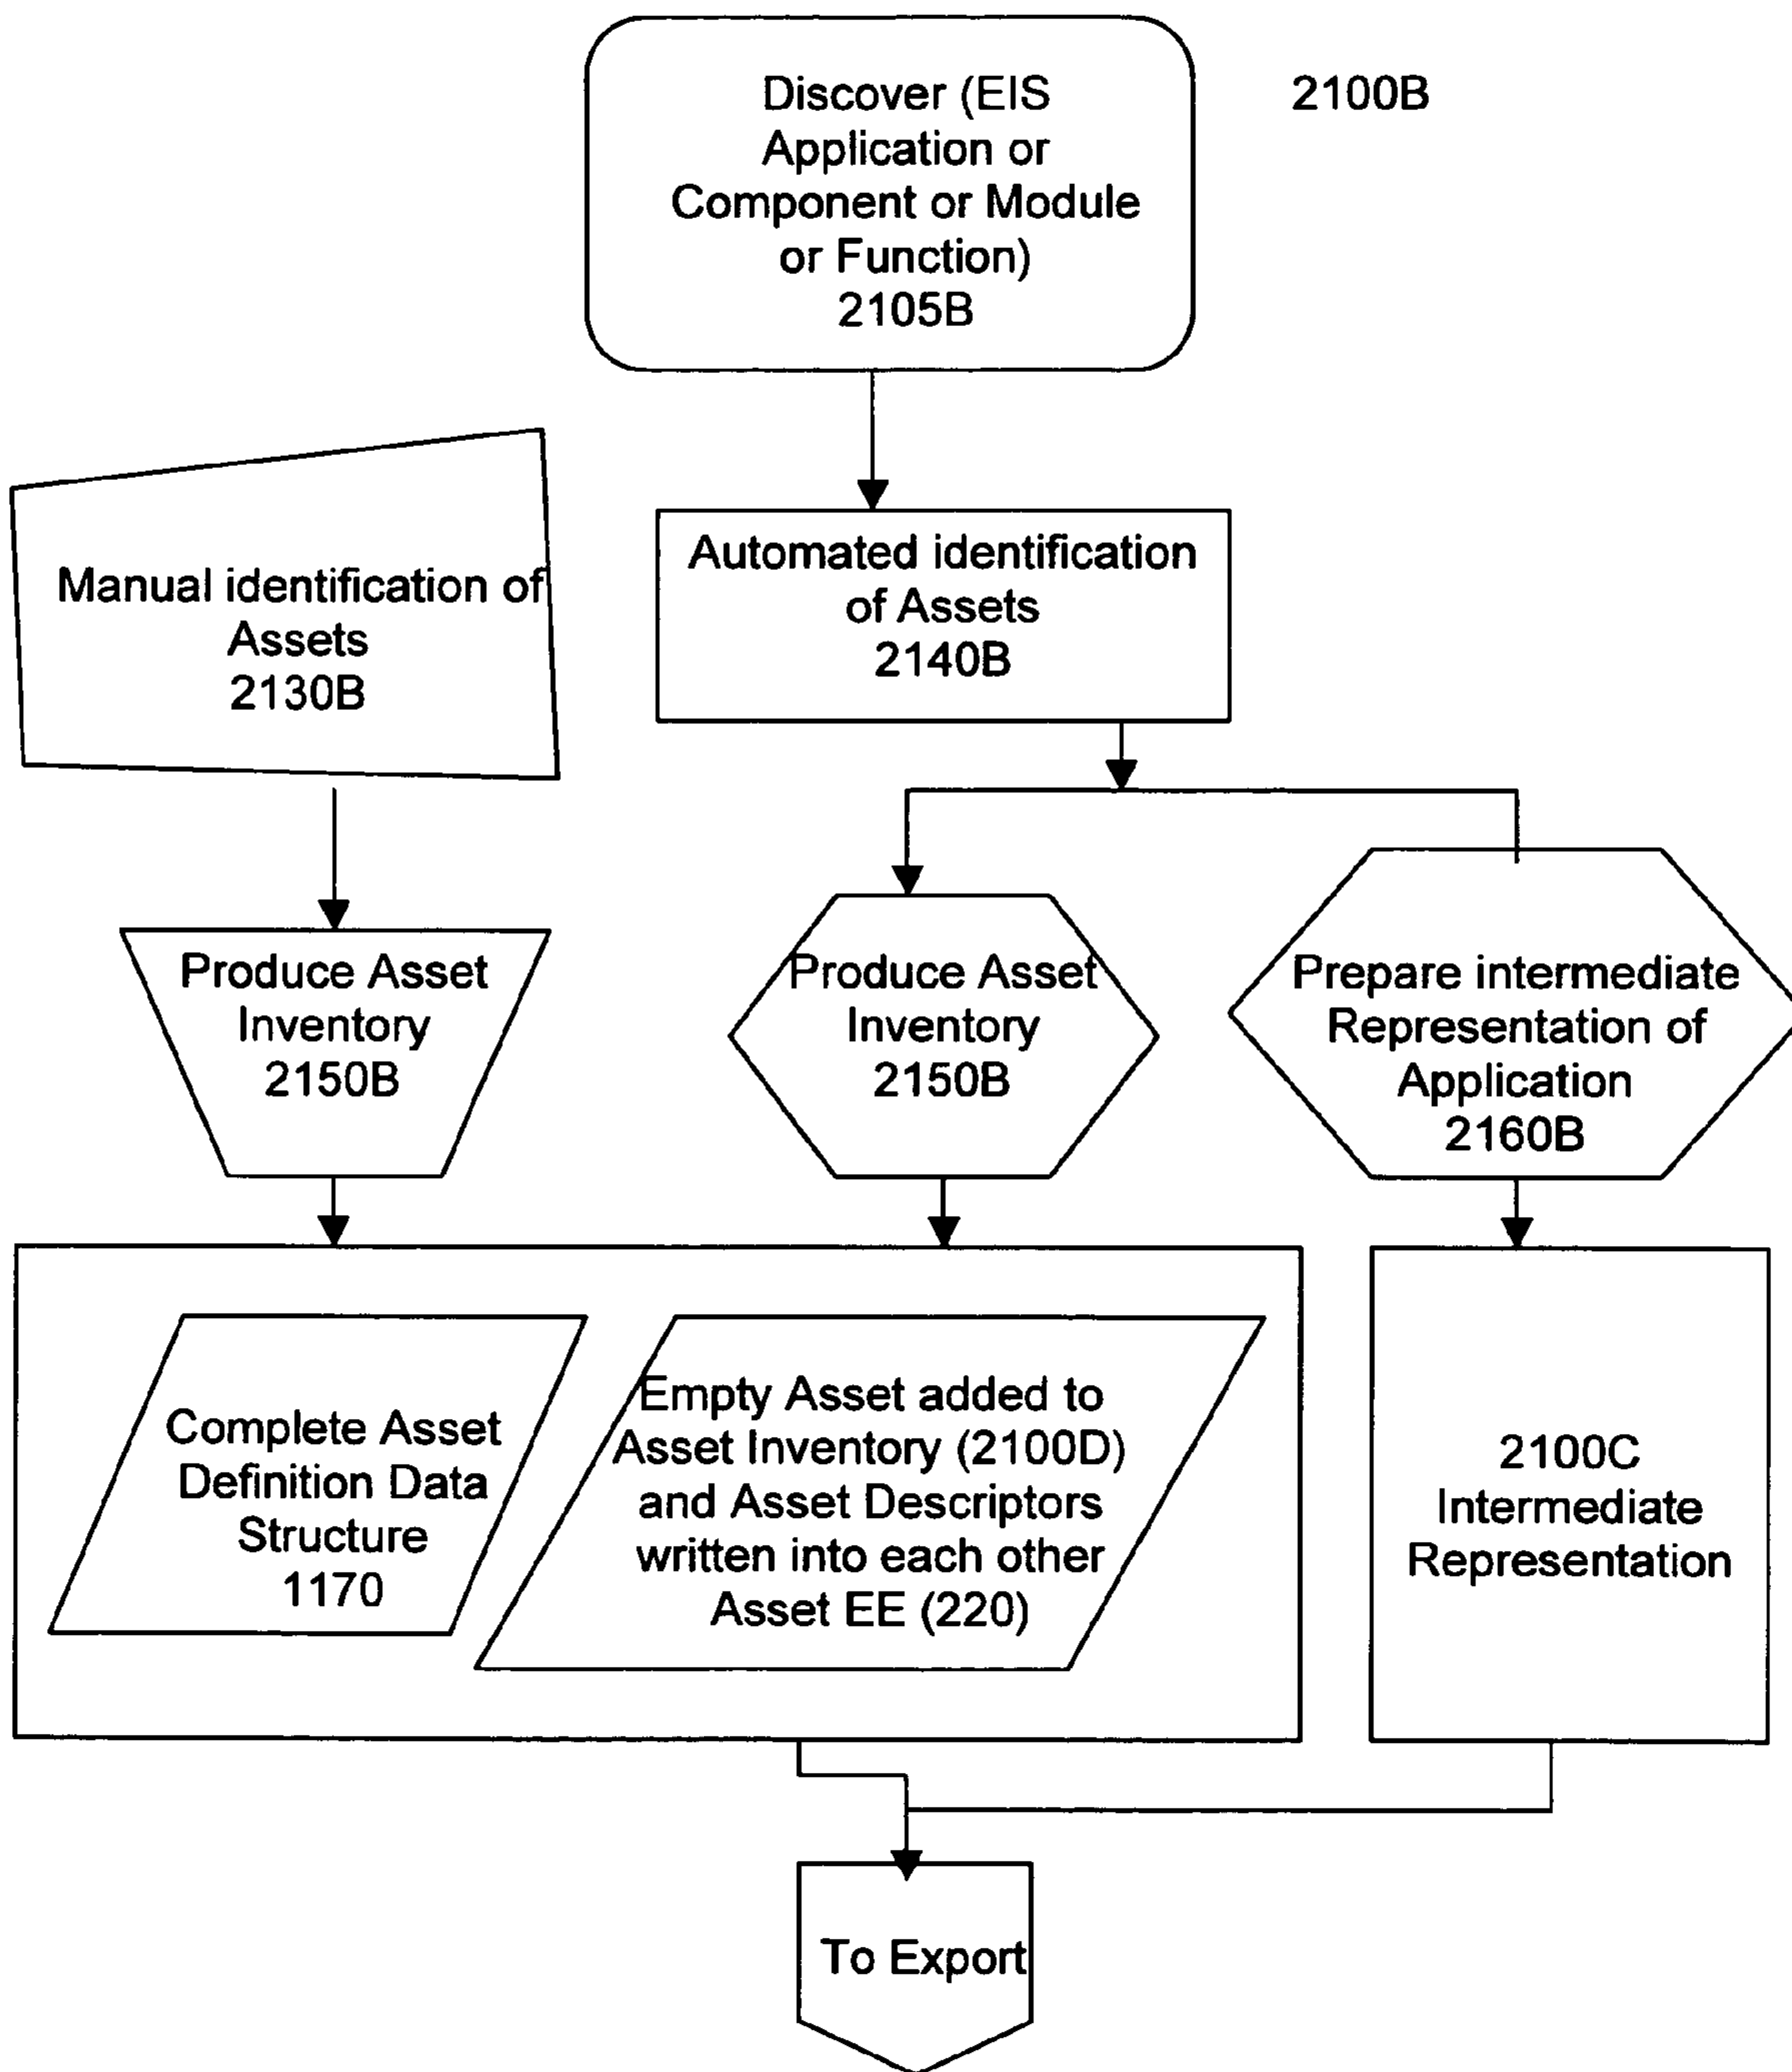 Discover (EIS
Application or
Component or Module
or Function)
2105B
2100B
Manual identification of
Assets
2130B
Automated identification
of Assets
2140B
Produce Asset
Inventory
2150B
Produce Asset
Inventory
2150B
Prepare intermediate
Representation of
Application
2160B
Complete Asset
Definition Data
Structure
1170
Empty Asset added to
Asset Inventory (2100D)
and Asset Descriptors
written into each other
Asset EE (220)
2100C
Intermediate
Representation
To Export